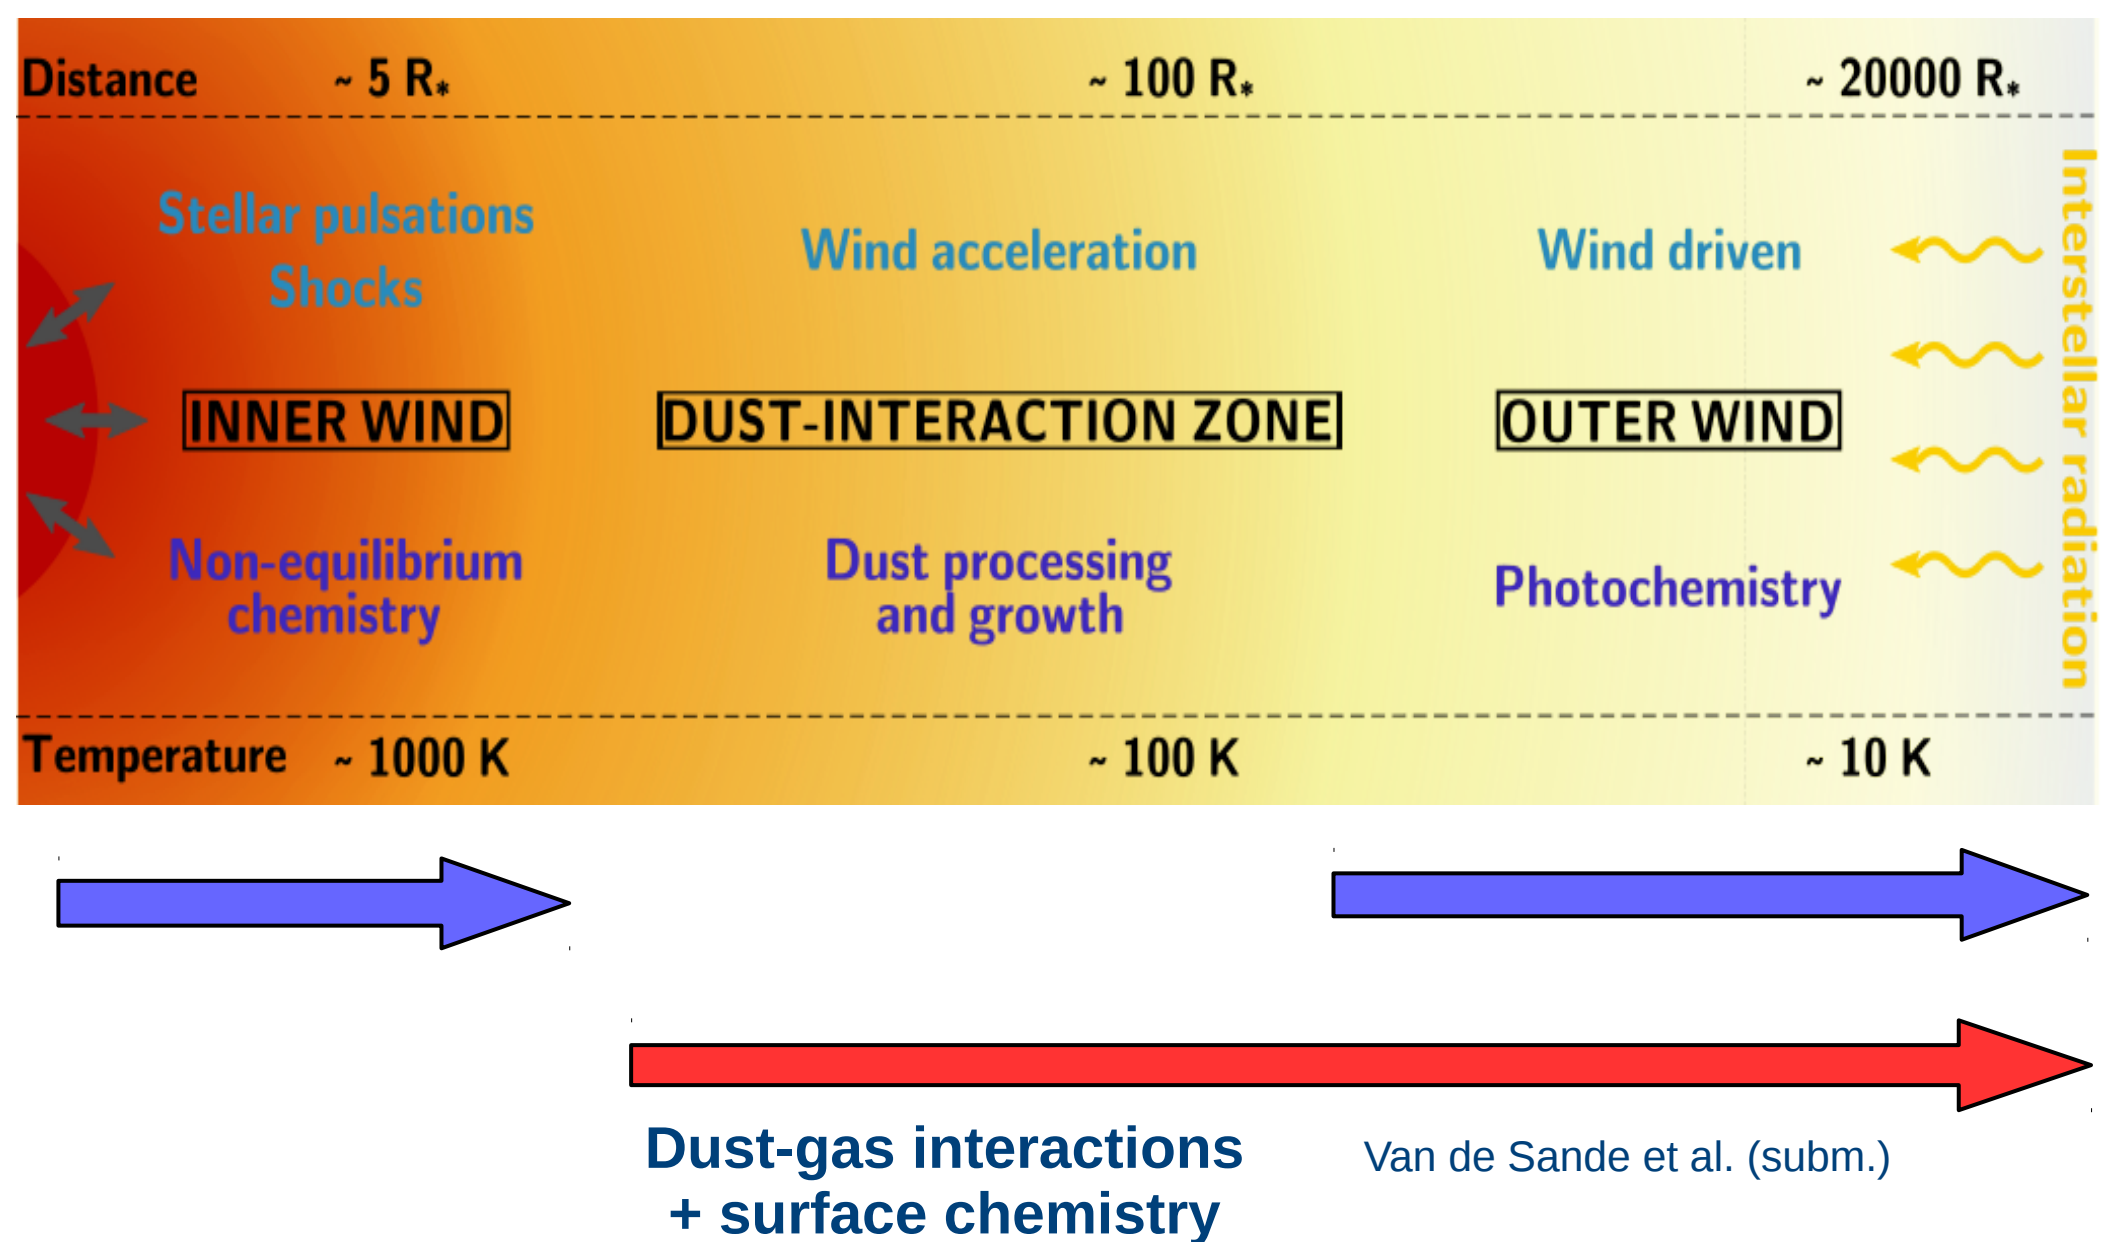 Distance ~ 5 R* ~ 100 R* ~ 20000 R*
Stellar pulsations
Shocks
Wind acceleration
Wind driven
INNER WIND
DUST-INTERACTION ZONE
OUTER WIND
Non-equilibrium
chemistry
Dust processing
and growth
Photochemistry
Interstellar radiation
Temperature ~ 1000 K ~ 100 K ~ 10 K
Dust-gas interactions
+ surface chemistry
Van de Sande et al. (subm.)